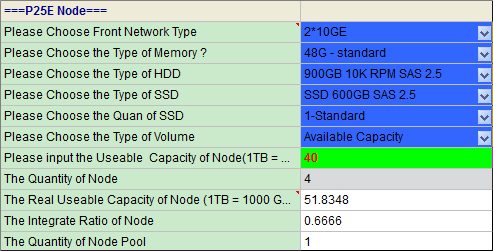 ===P25E Node===
Please Choose Front Network Type 2*10GE
Please Choose the Type of Memory ? 48G - standard
Please Choose the Type of HDD 900GB 10K RPM SAS 2.5
Please Choose the Type of SSD SSD 600GB SAS 2.5
Please Choose the Quan of SSD 1-Standard
Please Choose the Type of Volume Available Capacity
Please input the Useable Capacity of Node(1TB = ... 40
The Quantity of Node 4
The Real Useable Capacity of Node (1TB = 1000 G... 51.8348
The Integrate Ratio of Node 0.6666
The Quantity of Node Pool 1